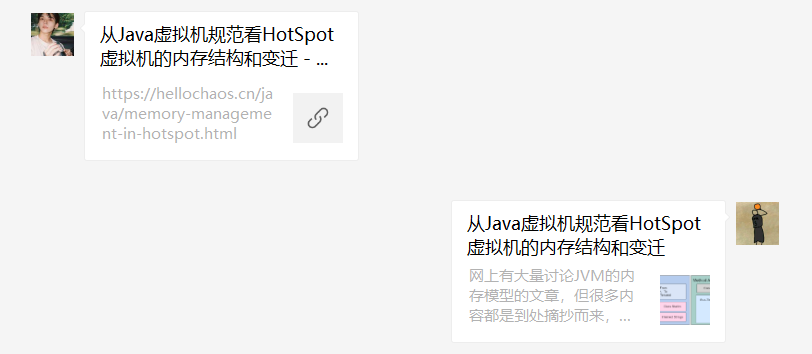 从Java虚拟机规范看HotSpot
虚拟机的内存结构和变迁 - ...
https://hellochaos.cn/ja
va/memory-manageme
nt-in-hotspot.html
从Java虚拟机规范看HotSpot
虚拟机的内存结构和变迁
网上有大量讨论JVM的内
存模型的文章，但很多内
容都是到处摘抄而来，...